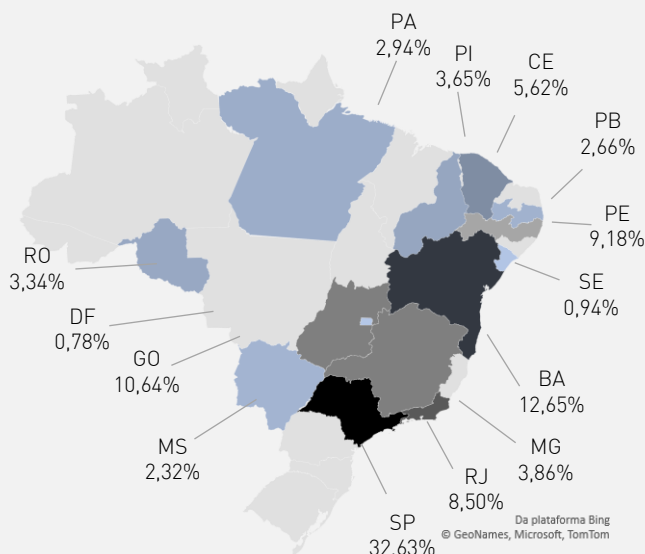 PA
2,94%
PI
3,65%
CE
5,62%
PB
2,66%
PE
9,18%
RO
3,34%
SE
0,94%
DF
0,78%
GO
10,64%
BA
12,65%
MS
2,32%
MG
3,86%
RJ
8,50%
SP
32,63%
Da plataforma Bing
© GeoNames, Microsoft, TomTom